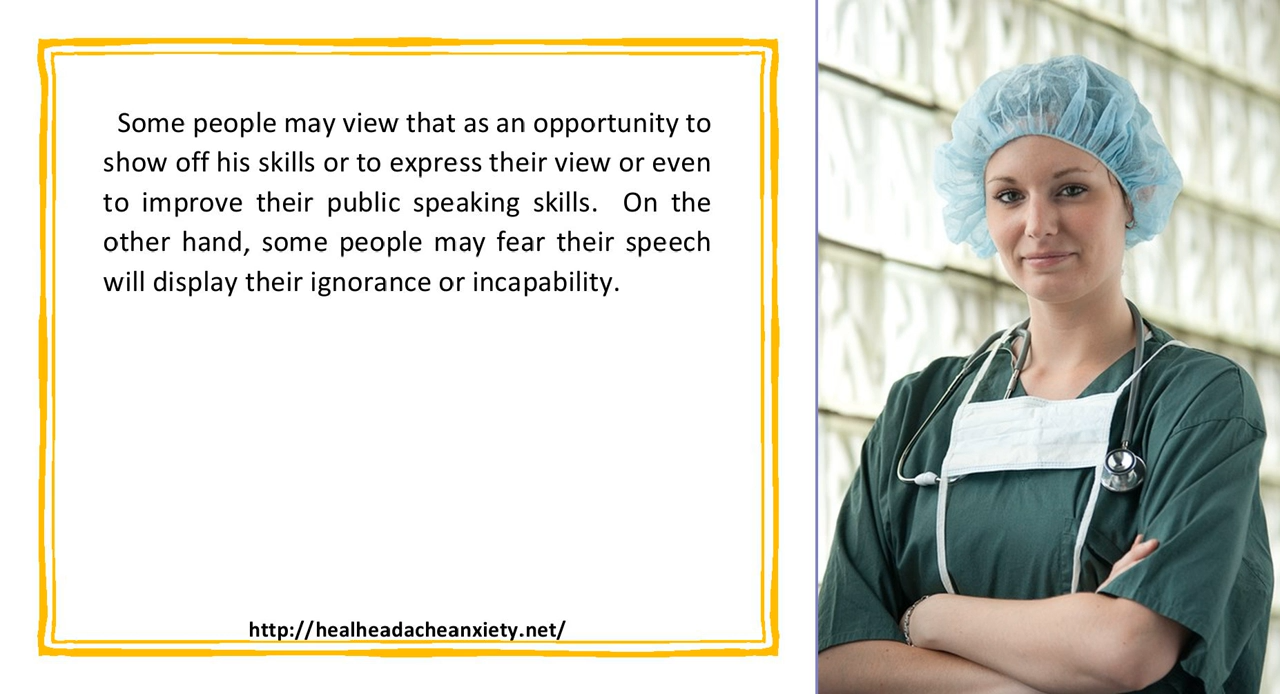 Some people may view that as an opportunity to
show off his skills or to express their view or even
to improve their public speaking skills.  On the
other hand, some people may fear their speech
will display their ignorance or incapability.
http://healheadacheanxiety.net/